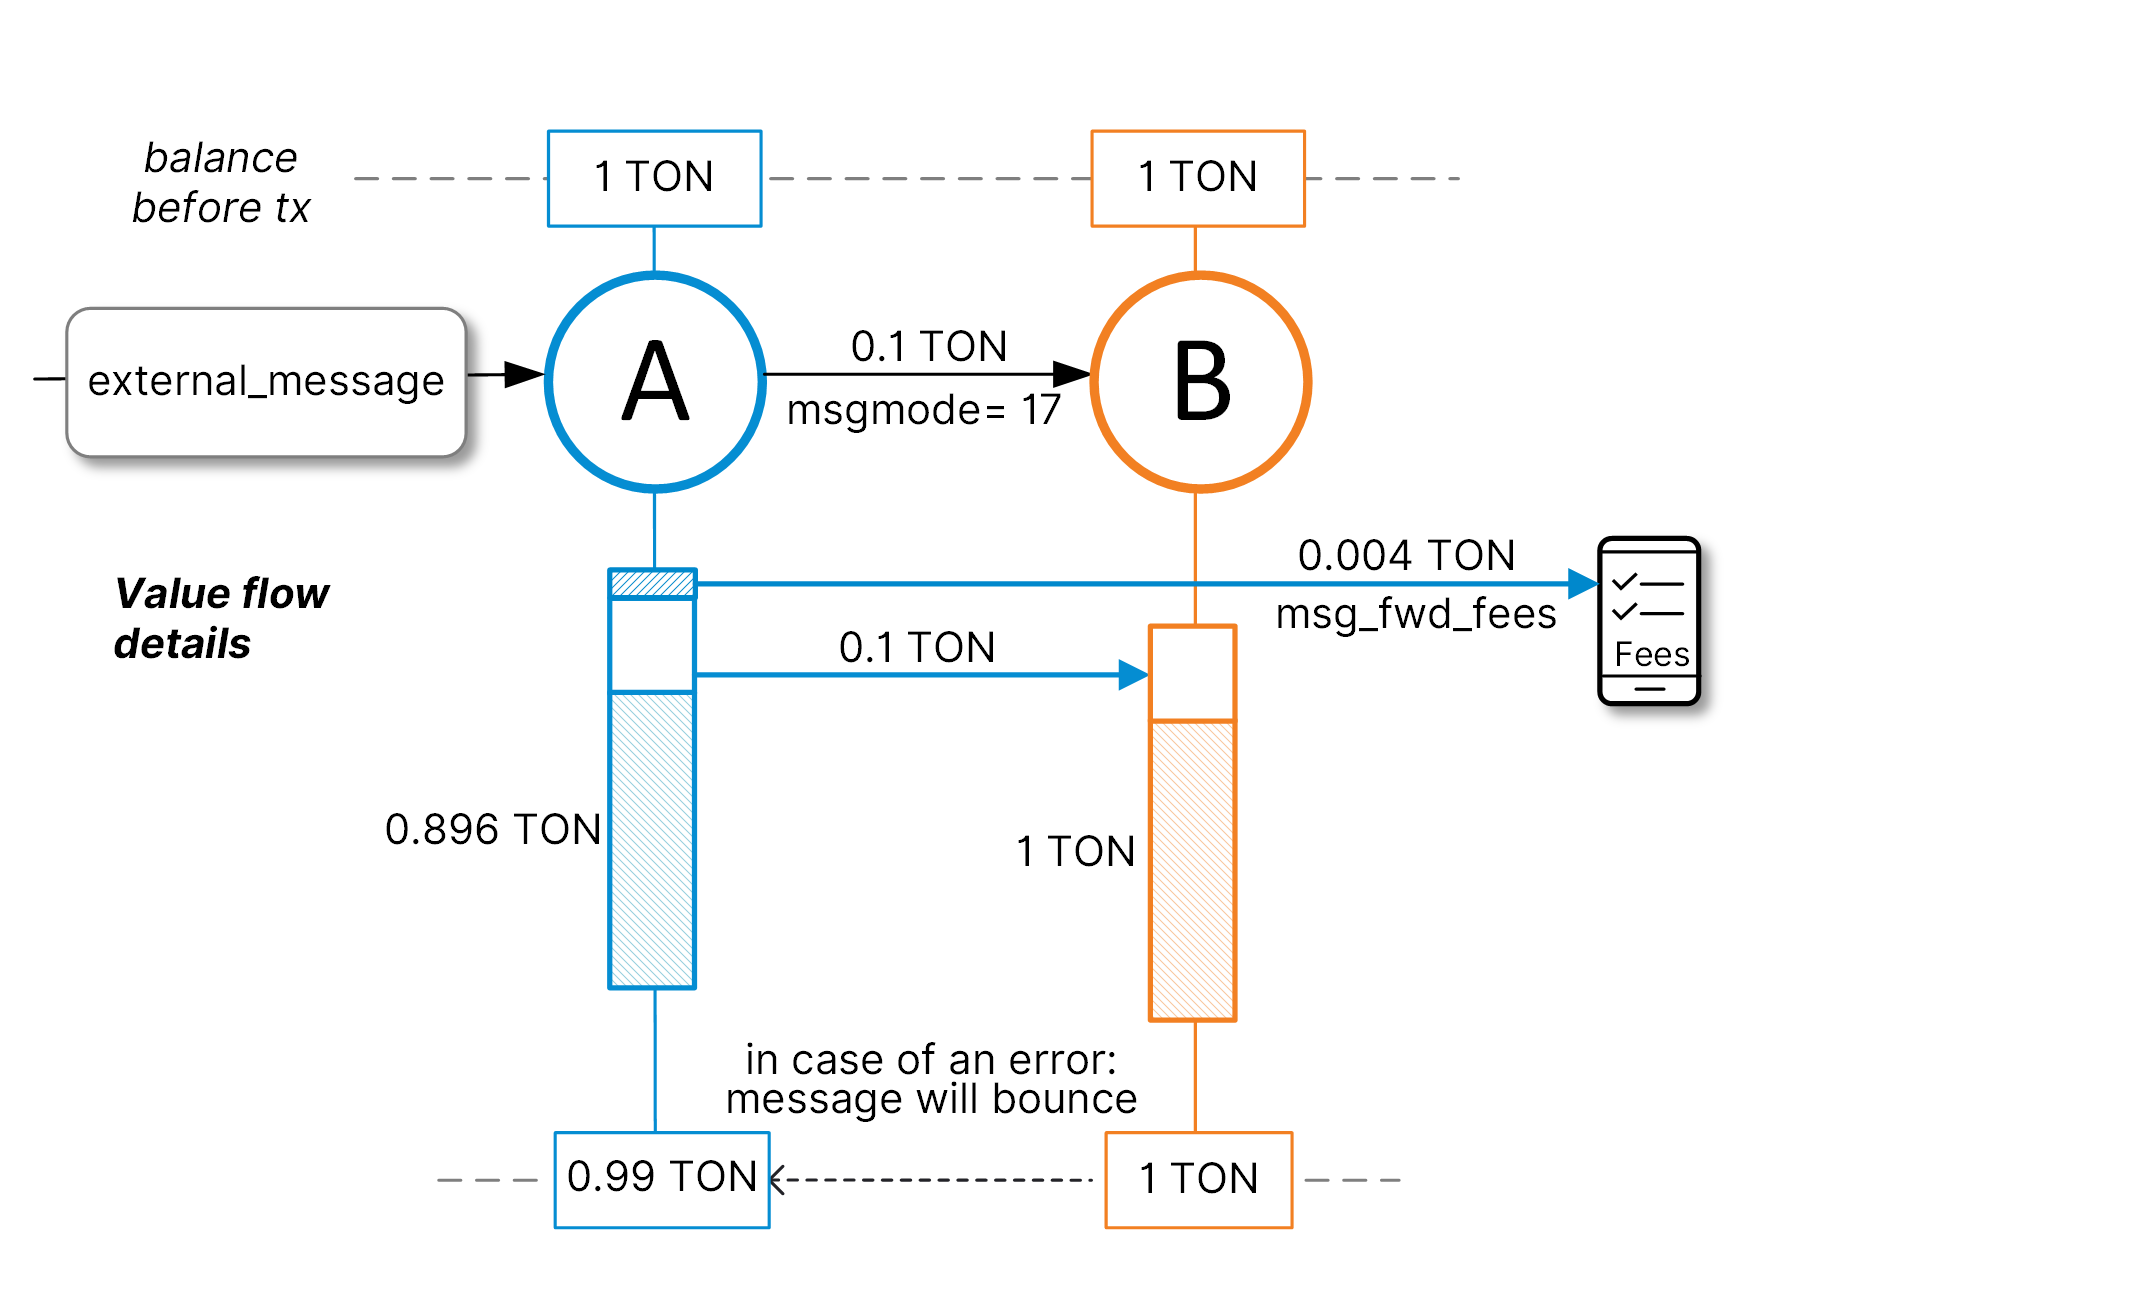 balance
before tx
1 TON
1 TON
external_message
A
0.1 TON
msgmode= 17
B
Value flow
details
0.004 TON
msg_fwd_fees
Fees
0.1 TON
0.896 TON
1 TON
in case of an error:
message will bounce
0.99 TON
1 TON